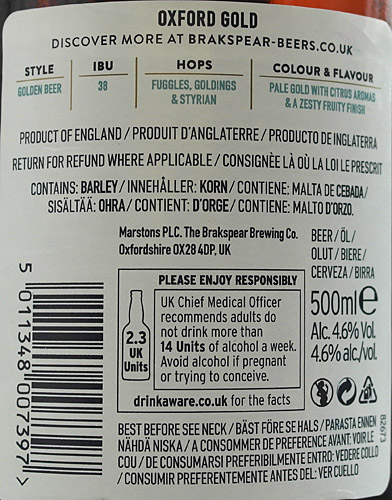 OXFORD GOLD
DISCOVER MORE AT BRAKSPEAR-BEERS.CO.UK
STYLE
GOLDEN BEER
IBU
38
HOPS
FUGGLES, GOLDINGS
& STYRIAN
COLOUR & FLAVOUR
PALE GOLD WITH CITRUS AROMAS
& A ZESTY FRUITY FINISH
PRODUCT OF ENGLAND / PRODUIT D'ANGLETERRE / PRODUCTO DE INGLATERRA
RETURN FOR REFUND WHERE APPLICABLE / CONSIGNÉE LÀ OÙ LA LOI LE PRESCRIT
CONTAINS: BARLEY / INNEHÅLLER: KORN / CONTIENE: MALTA DE CEBADA/
SISÄLTÄÄ: OHRA / CONTIENT: D'ORGE / CONTIENE: MALTO D'ORZO.
Marstons PLC. The Brakspear Brewing Co.
Oxfordshire OX28 4DP, UK
BEER / ÖL /
OLUT / BIERE /
CERVEZA / BIRRA
PLEASE ENJOY RESPONSIBLY
2.3
UK
Units
UK Chief Medical Officer
recommends adults do
not drink more than
14 Units of alcohol a week.
Avoid alcohol if pregnant
or trying to conceive.
drinkaware.co.uk for the facts
500ml e
Alc. 4.6% Vol.
4.6% alc./vol.
5 011348 007397 >
82673
BEST BEFORE SEE NECK / BÄST FÖRE SE HALS / PARASTA ENNEN
NÄHDÄ NISKA / A CONSOMMER DE PREFERENCE AVANT: VOIR LE
COU / DE CONSUMARSI PREFERIBILMENTE ENTRO: VEDERE COLLO
/ CONSUMIR PREFERENTEMENTE ANTES DEL: VER CUELLO